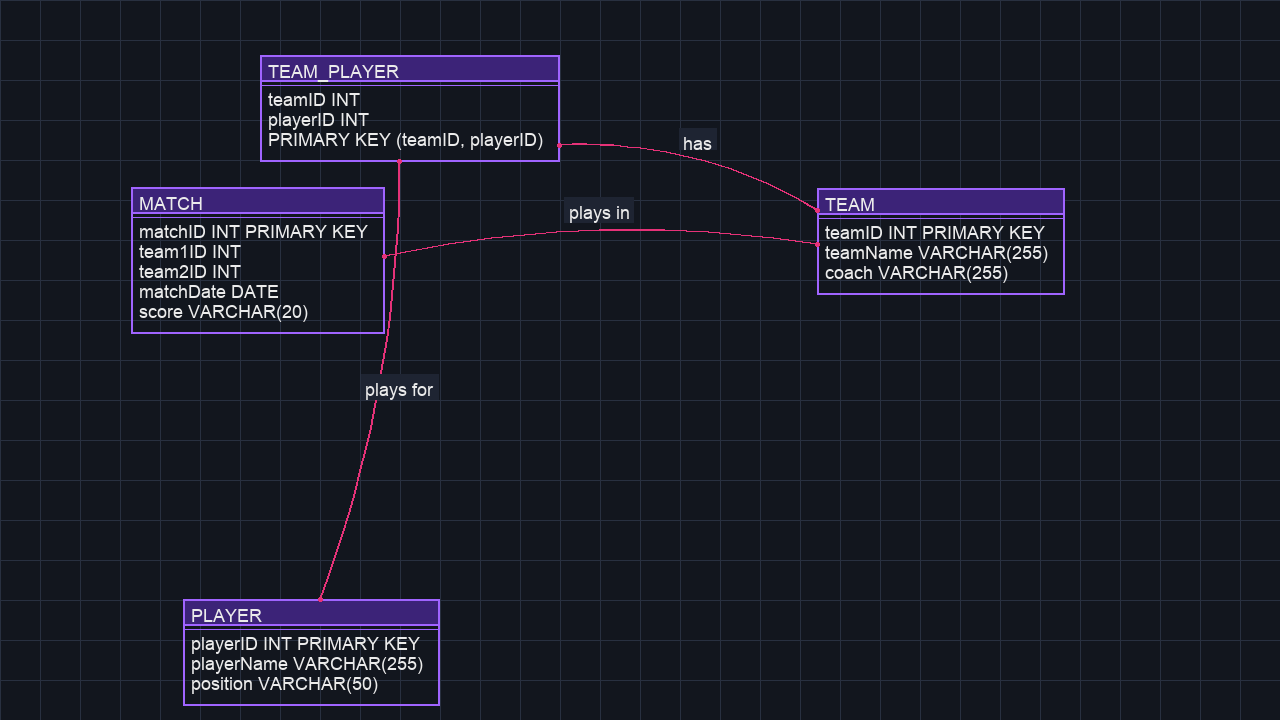 TEAM_PLAYER
teamID INT
playerID INT
PRIMARY KEY (teamID, playerID)
has
MATCH
matchID INT PRIMARY KEY
team1ID INT
team2ID INT
matchDate DATE
score VARCHAR(20)
plays in
TEAM
teamID INT PRIMARY KEY
teamName VARCHAR(255)
coach VARCHAR(255)
plays for
PLAYER
playerID INT PRIMARY KEY
playerName VARCHAR(255)
position VARCHAR(50)